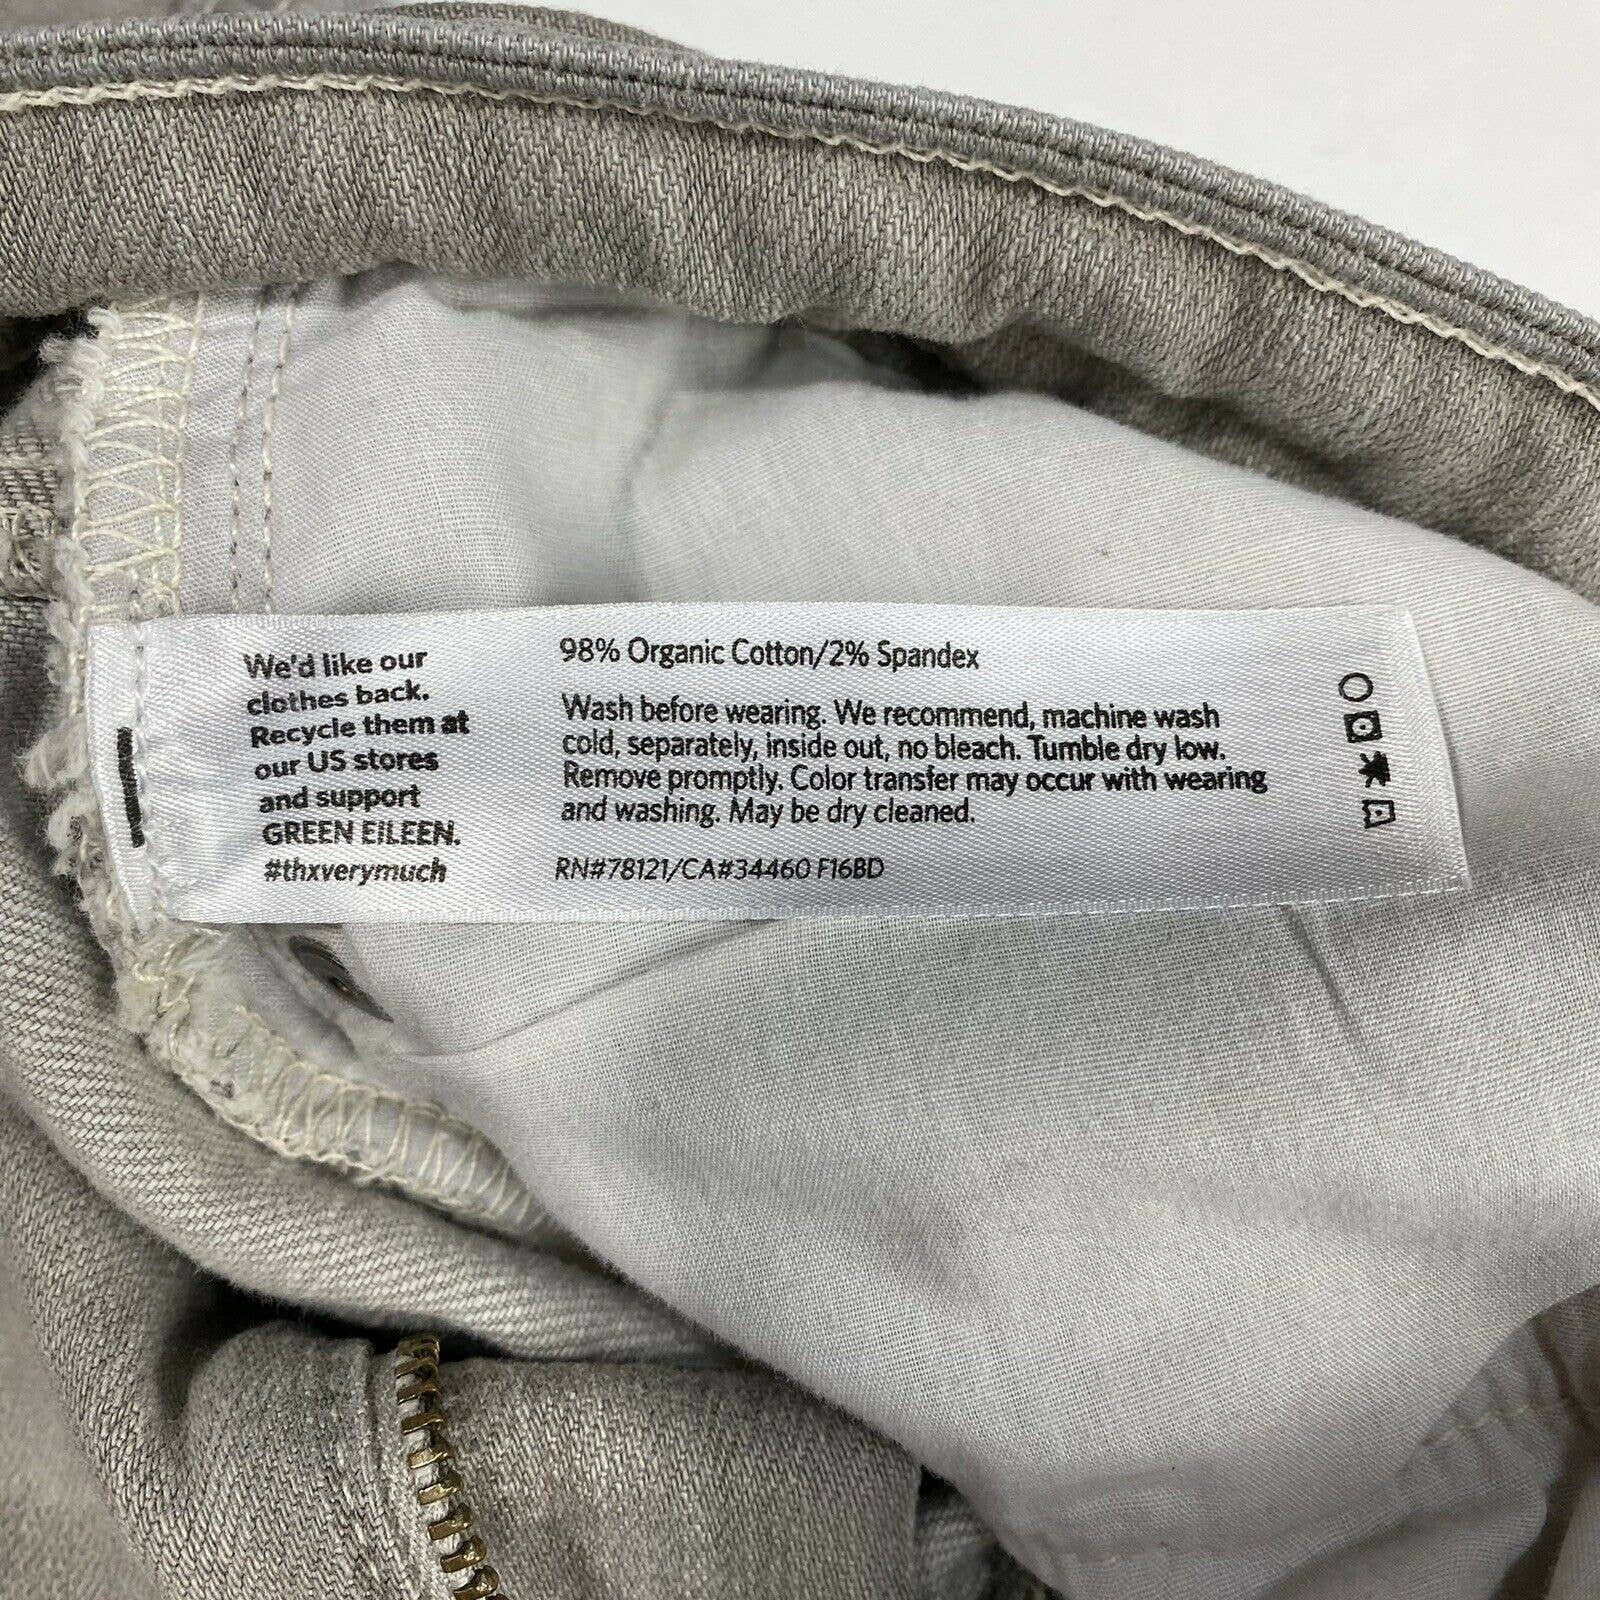 We'd like our
clothes back.
Recycle them at
our US stores
and support
GREEN EILEEN.
#thxverymuch
98% Organic Cotton/2% Spandex
Wash before wearing. We recommend, machine wash
cold, separately, inside out, no bleach. Tumble dry low.
Remove promptly. Color transfer may occur with wearing
and washing. May be dry cleaned.
RN#78121/CA#34460 F16BD